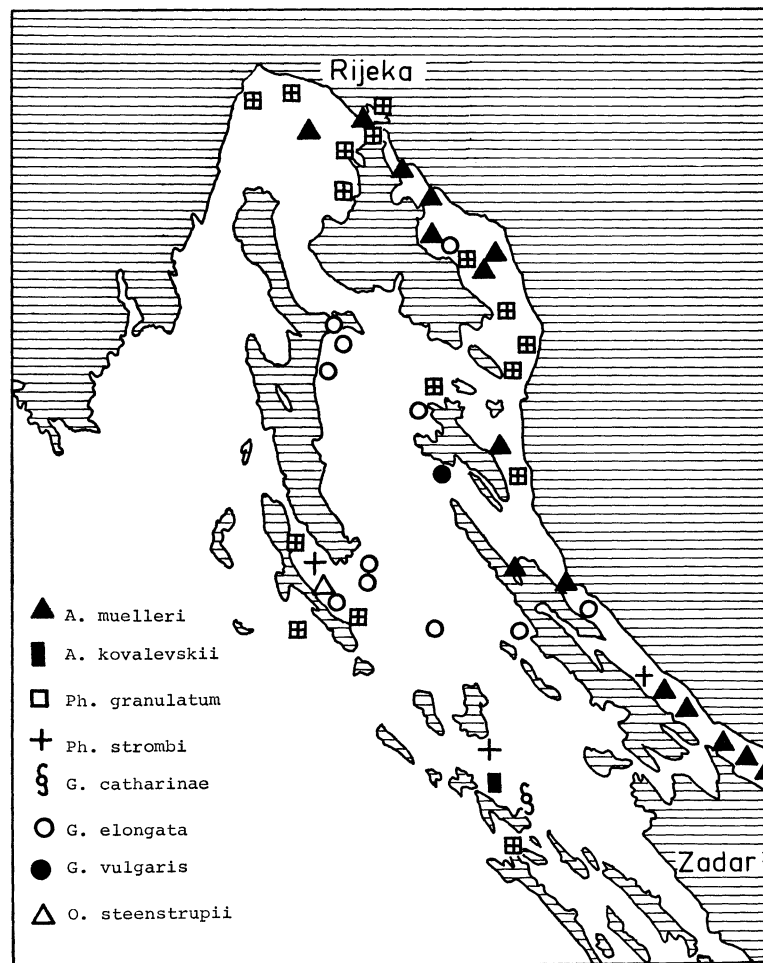 Rijeka
A. muelleri
A. kovalevskii
Ph. granulatum
Ph. strombi
G. catharinae
G. elongata
G. vulgaris
O. steenstrupii
Zadar